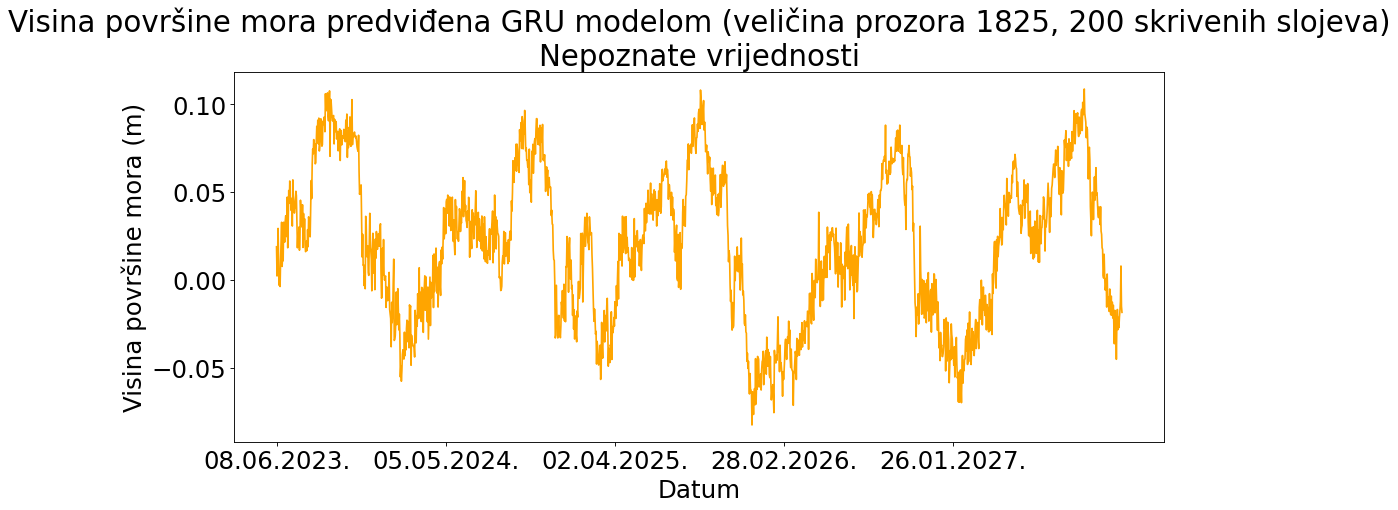 Visina površine mora predviđena GRU modelom (veličina prozora 1825, 200 skrivenih slojeva)
Nepoznate vrijednosti
Visina površine mora (m)
0.10
0.05
0.00
−0.05
08.06.2023. 05.05.2024. 02.04.2025. 28.02.2026. 26.01.2027.
Datum